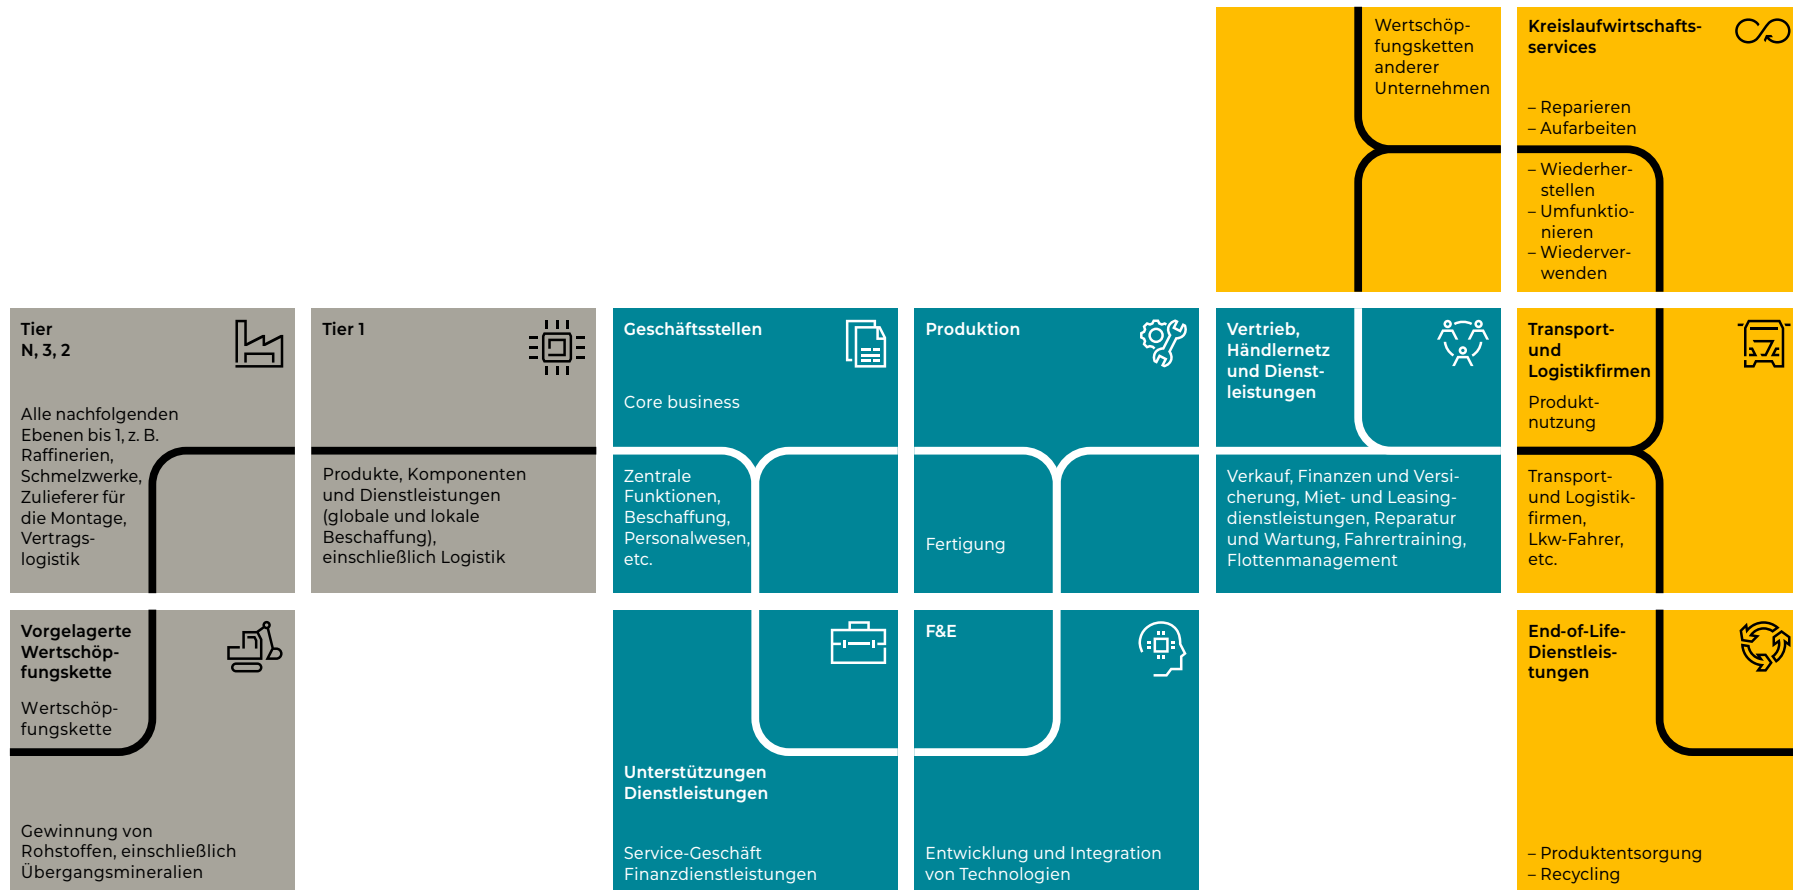 Wertschöp-
fungsketten
anderer
Unternehmen
Kreislaufwirtschafts-
services
– Reparieren
– Aufarbeiten
– Wiederher-
stellen
– Umfunktio-
nieren
– Wiederver-
wenden
Tier
N, 3, 2
Alle nachfolgenden
Ebenen bis 1, z. B.
Raffinerien,
Schmelzwerke,
Zulieferer für
die Montage,
Vertrags-
logistik
Tier 1
Produkte, Komponenten
und Dienstleistungen
(globale und lokale
Beschaffung),
einschließlich Logistik
Geschäftsstellen
Core business
Zentrale
Funktionen,
Beschaffung,
Personalwesen,
etc.
Produktion
Fertigung
Vertrieb,
Händlernetz
und Dienst-
leistungen
Verkauf, Finanzen und Versi-
cherung, Miet- und Leasing-
dienstleistungen, Reparatur
und Wartung, Fahrertraining,
Flottenmanagement
Transport-
und
Logistikfirmen
Produkt-
nutzung
Transport-
und Logistik-
firmen,
Lkw-Fahrer,
etc.
Vorgelagerte
Wertschöp-
fungskette
Wertschöp-
fungskette
Gewinnung von
Rohstoffen, einschließlich
Übergangsmineralien
Unterstützungen
Dienstleistungen
Service-Geschäft
Finanzdienstleistungen
F&E
Entwicklung und Integration
von Technologien
End-of-Life-
Dienstleis-
tungen
– Produktentsorgung
– Recycling